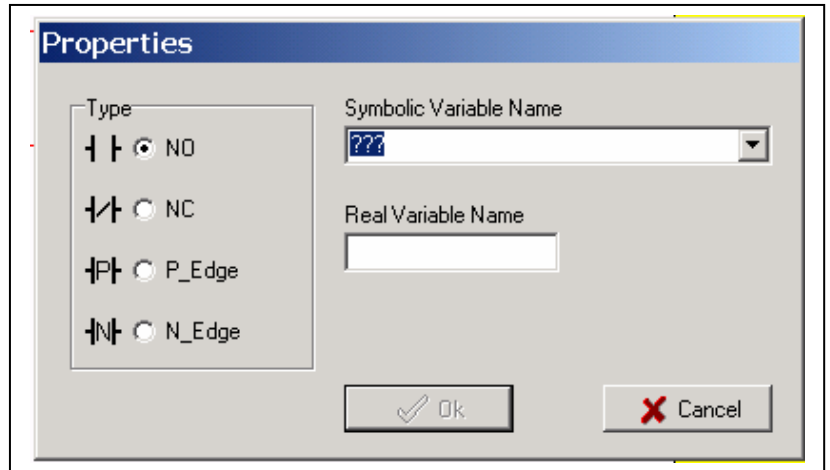 Properties
Type
NO
NC
P P_Edge
N N_Edge
Symbolic Variable Name
???
Real Variable Name
Ok
Cancel